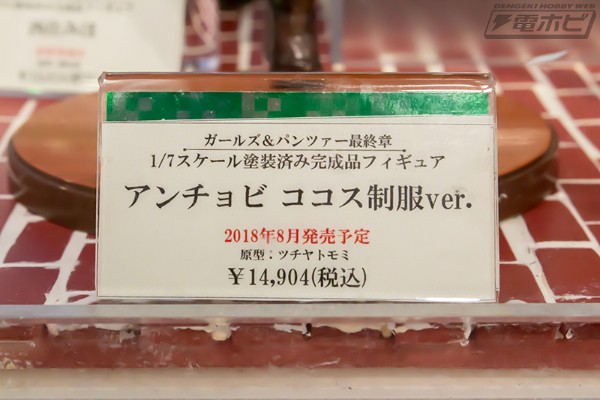 DENGEKI HOBBY WEB
電ホビ
ガールズ&パンツァー最終章
1/7スケール塗装済み完成品フィギュア
アンチョビ ココス制服ver.
2018年8月発売予定
原型：ツチヤトモミ
￥14,904(税込)